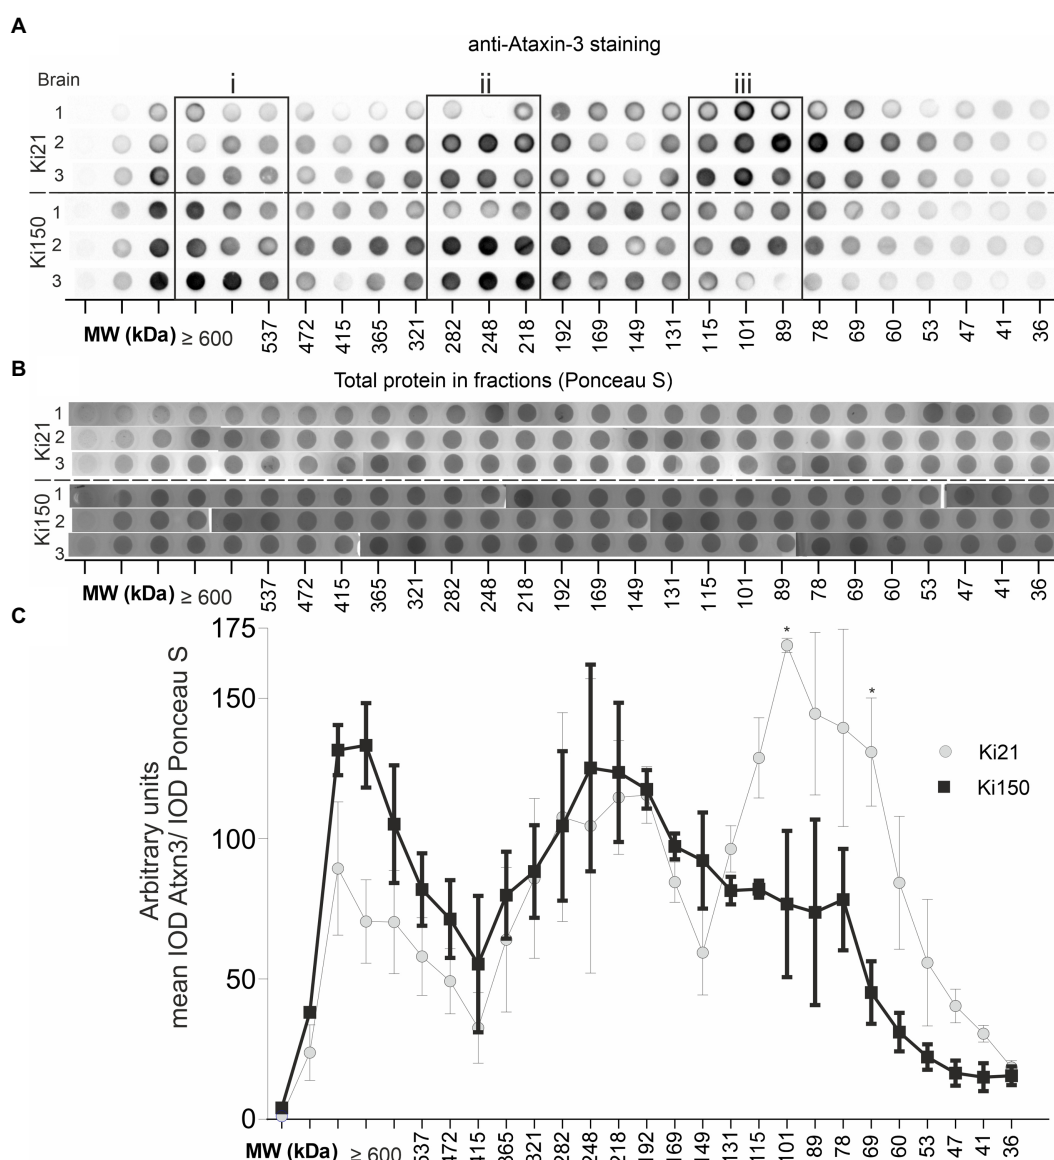 A
anti-Ataxin-3 staining
Brain
i ii iii
Ki21
1
2
3
Ki150
1
2
3
MW (kDa) ≥ 600 537 472 415 365 321 282 248 218 192 169 149 131 115 101 89 78 69 60 53 47 41 36
B
Total protein in fractions (Ponceau S)
Ki21
1
2
3
Ki150
1
2
3
MW (kDa) ≥ 600 537 472 415 365 321 282 248 218 192 169 149 131 115 101 89 78 69 60 53 47 41 36
C
Arbitrary units
mean IOD Atxn3/ IOD Ponceau S
175
150
100
50
0
* *
Ki21
Ki150
MW (kDa) ≥ 600 537 472 415 365 321 282 248 218 192 169 149 131 115 101 89 78 69 60 53 47 41 36